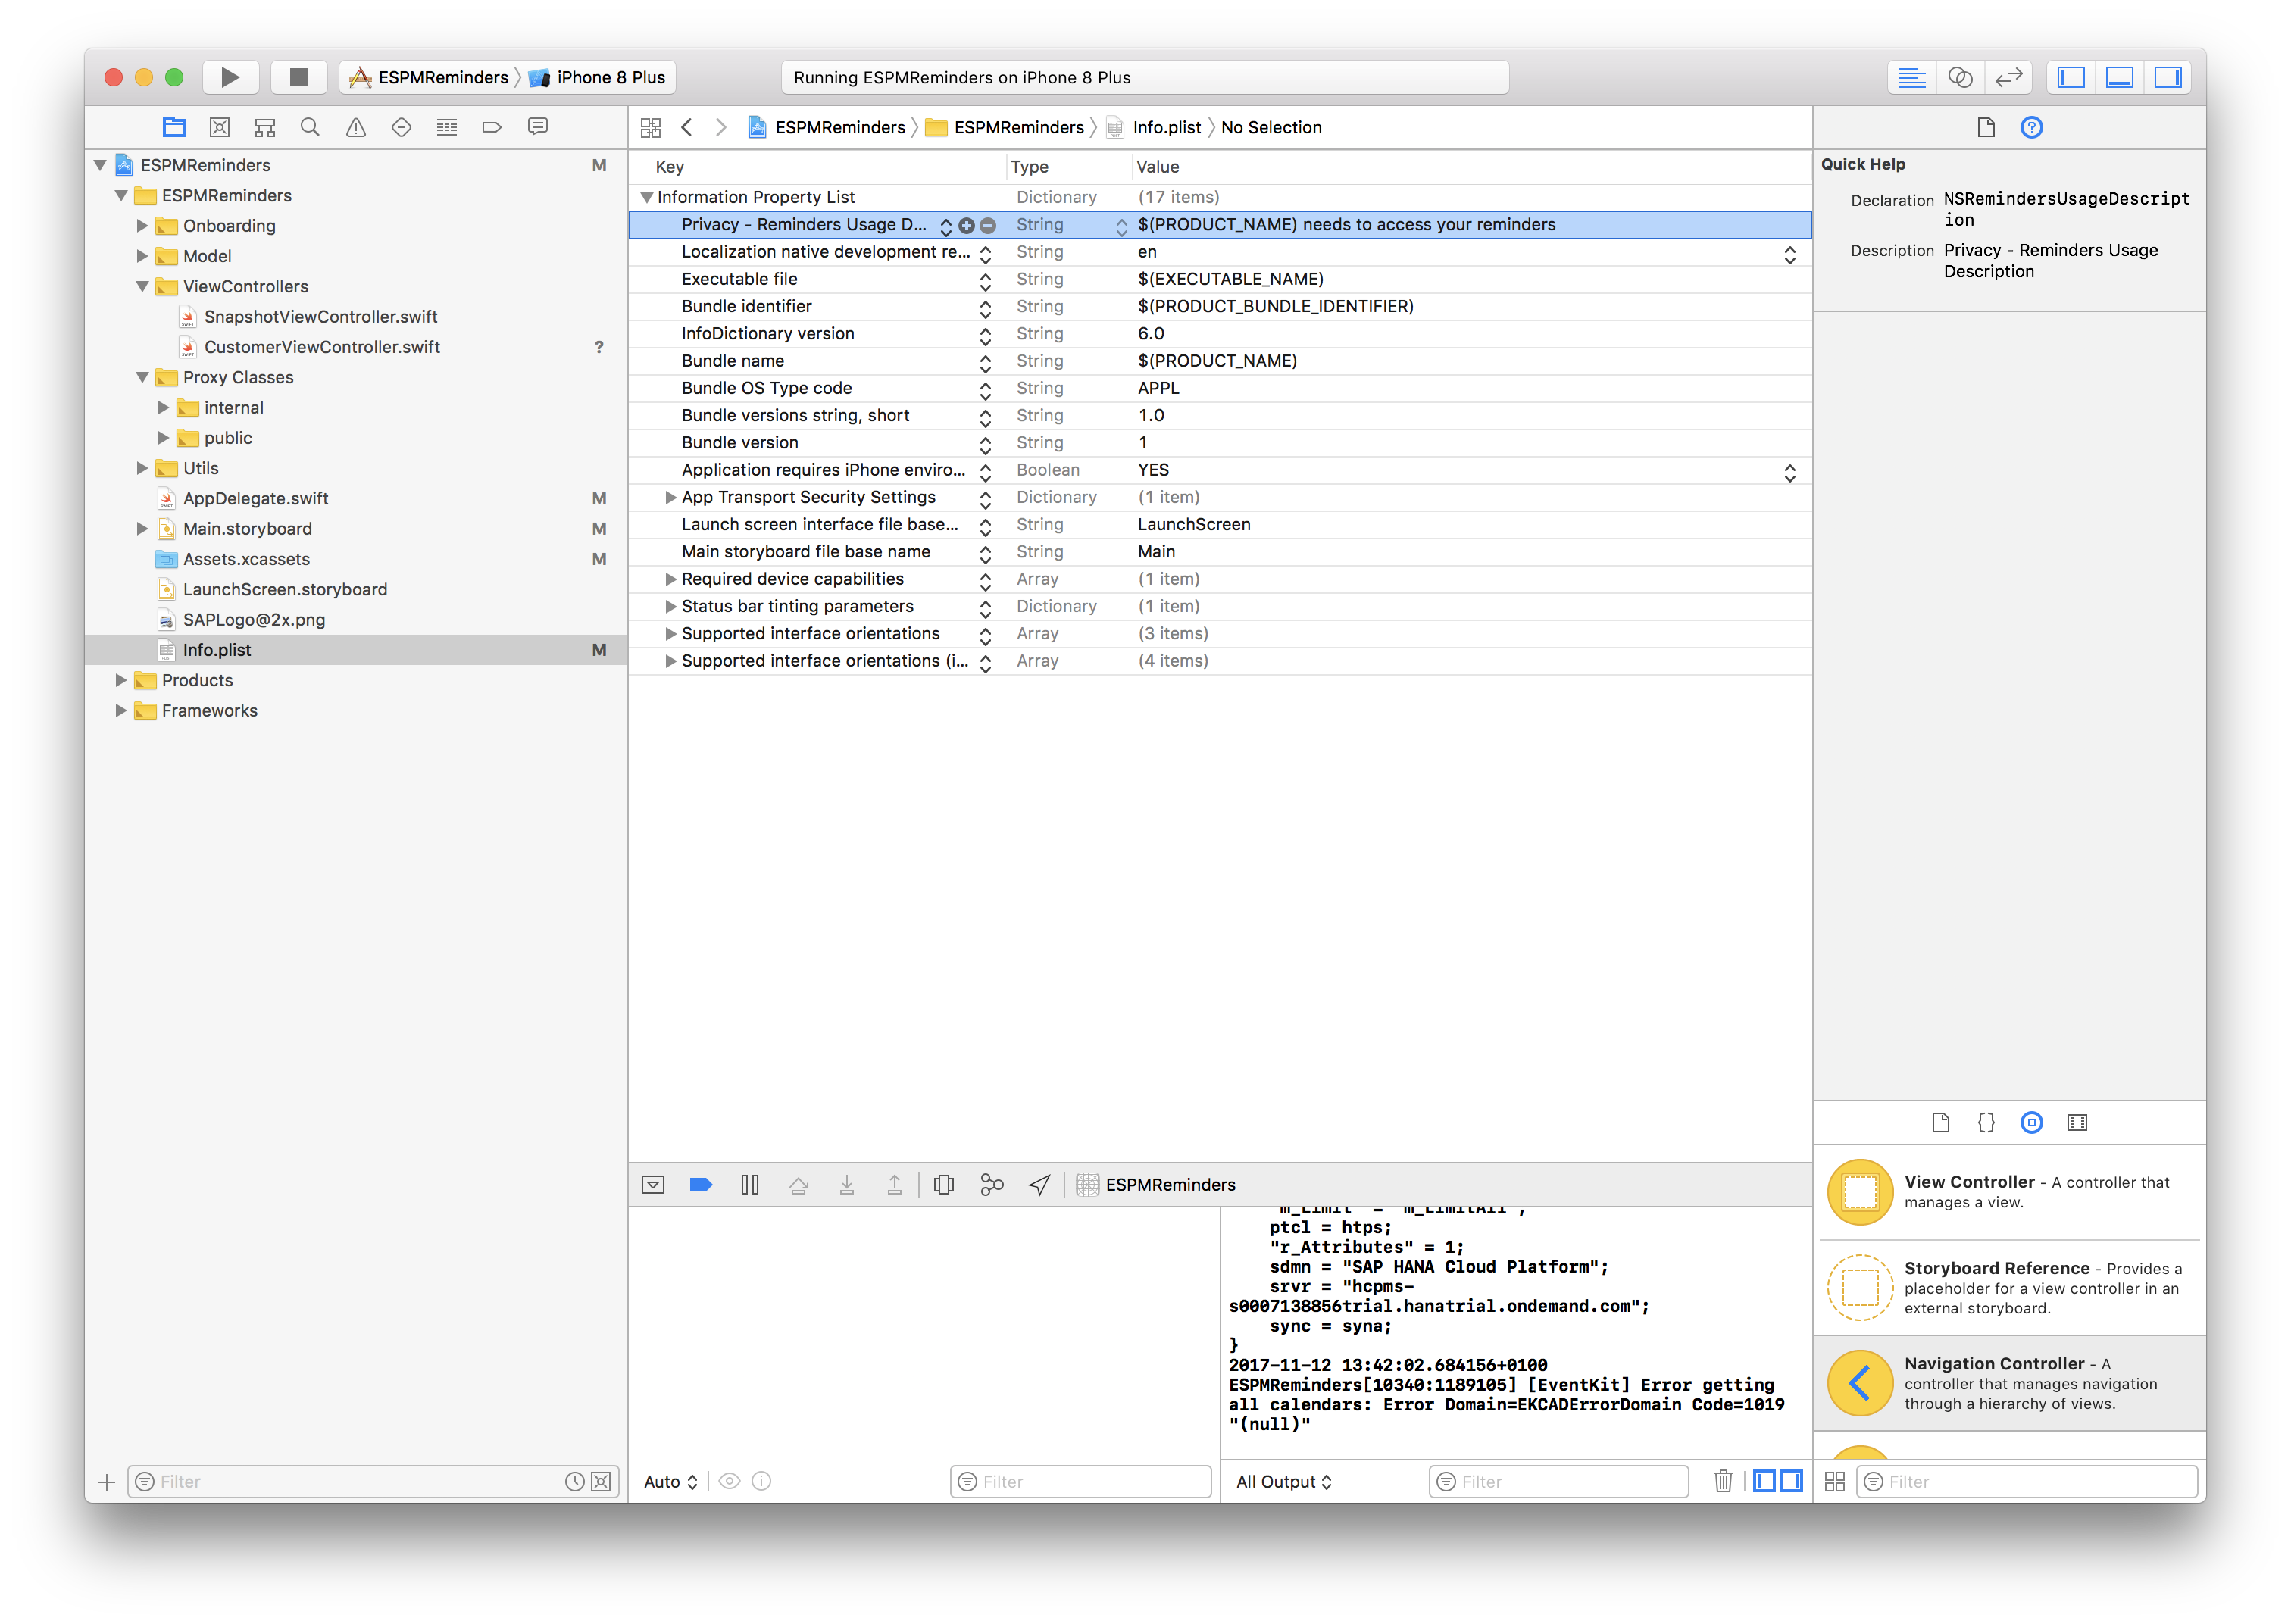 ESPMReminders iPhone 8 Plus
Running ESPMReminders on iPhone 8 Plus
ESPMReminders M
ESPMReminders
Onboarding
Model
ViewControllers
SnapshotViewController.swift
CustomerViewController.swift ?
Proxy Classes
internal
public
Utils
AppDelegate.swift M
Main.storyboard M
Assets.xcassets M
LaunchScreen.storyboard
SAPLogo@2x.png
Info.plist M
Products
Frameworks
Filter
ESPMReminders ESPMReminders Info.plist No Selection
Key Type Value
Information Property List Dictionary (17 items)
Privacy - Reminders Usage D... String $(PRODUCT_NAME) needs to access your reminders
Localization native development re... String en
Executable file String $(EXECUTABLE_NAME)
Bundle identifier String $(PRODUCT_BUNDLE_IDENTIFIER)
InfoDictionary version String 6.0
Bundle name String $(PRODUCT_NAME)
Bundle OS Type code String APPL
Bundle versions string, short String 1.0
Bundle version String 1
Application requires iPhone enviro... Boolean YES
App Transport Security Settings Dictionary (1 item)
Launch screen interface file base... String LaunchScreen
Main storyboard file base name String Main
Required device capabilities Array (1 item)
Status bar tinting parameters Dictionary (1 item)
Supported interface orientations Array (3 items)
Supported interface orientations (i... Array (4 items)
ESPMReminders
"m_Limit" = "m_LimitAll";
ptcl = htps;
"r_Attributes" = 1;
sdmn = "SAP HANA Cloud Platform";
srvr = "hcpms-
s0007138856trial.hanatrial.ondemand.com";
sync = syna;
}
2017-11-12 13:42:02.684156+0100
ESPMReminders[10340:1189105] [EventKit] Error getting
all calendars: Error Domain=EKCADErrorDomain Code=1019
"(null)"
Auto Filter
All Output Filter
Quick Help
Declaration NSRemindersUsageDescript
ion
Description Privacy - Reminders Usage
Description
View Controller - A controller that
manages a view.
Storyboard Reference - Provides a
placeholder for a view controller in an
external storyboard.
Navigation Controller - A
controller that manages navigation
through a hierarchy of views.
Filter